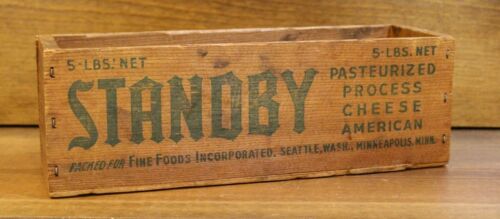 5-LBS. NET
5-LBS. NET
STANDBY
PASTEURIZED
PROCESS
CHEESE
AMERICAN
PACKED FOR FINE FOODS INCORPORATED. SEATTLE, WASH., MINNEAPOLIS, MINN.